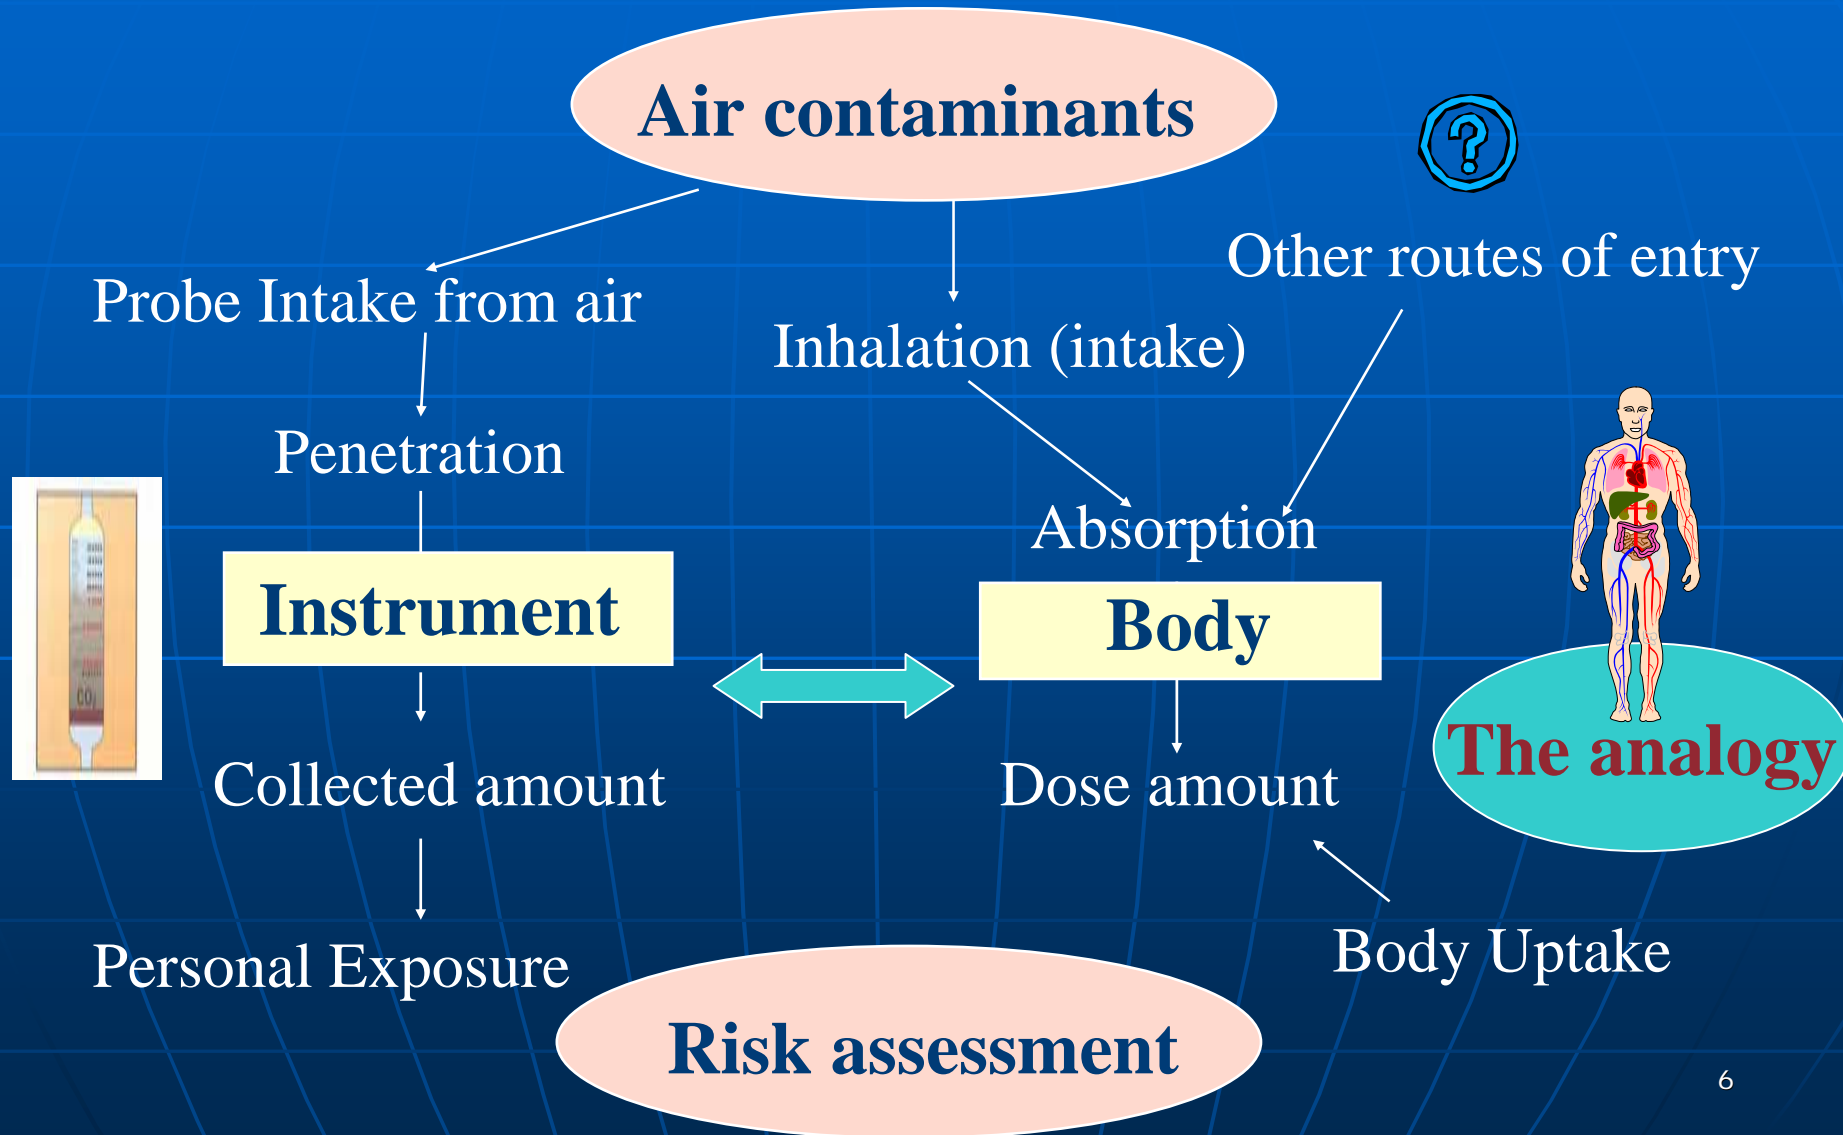 Air contaminants
?
Other routes of entry
Probe Intake from air
Inhalation (intake)
Penetration
Absorption
Instrument
Body
CO₂
The analogy
Collected amount
Dose amount
Personal Exposure
Body Uptake
Risk assessment
6